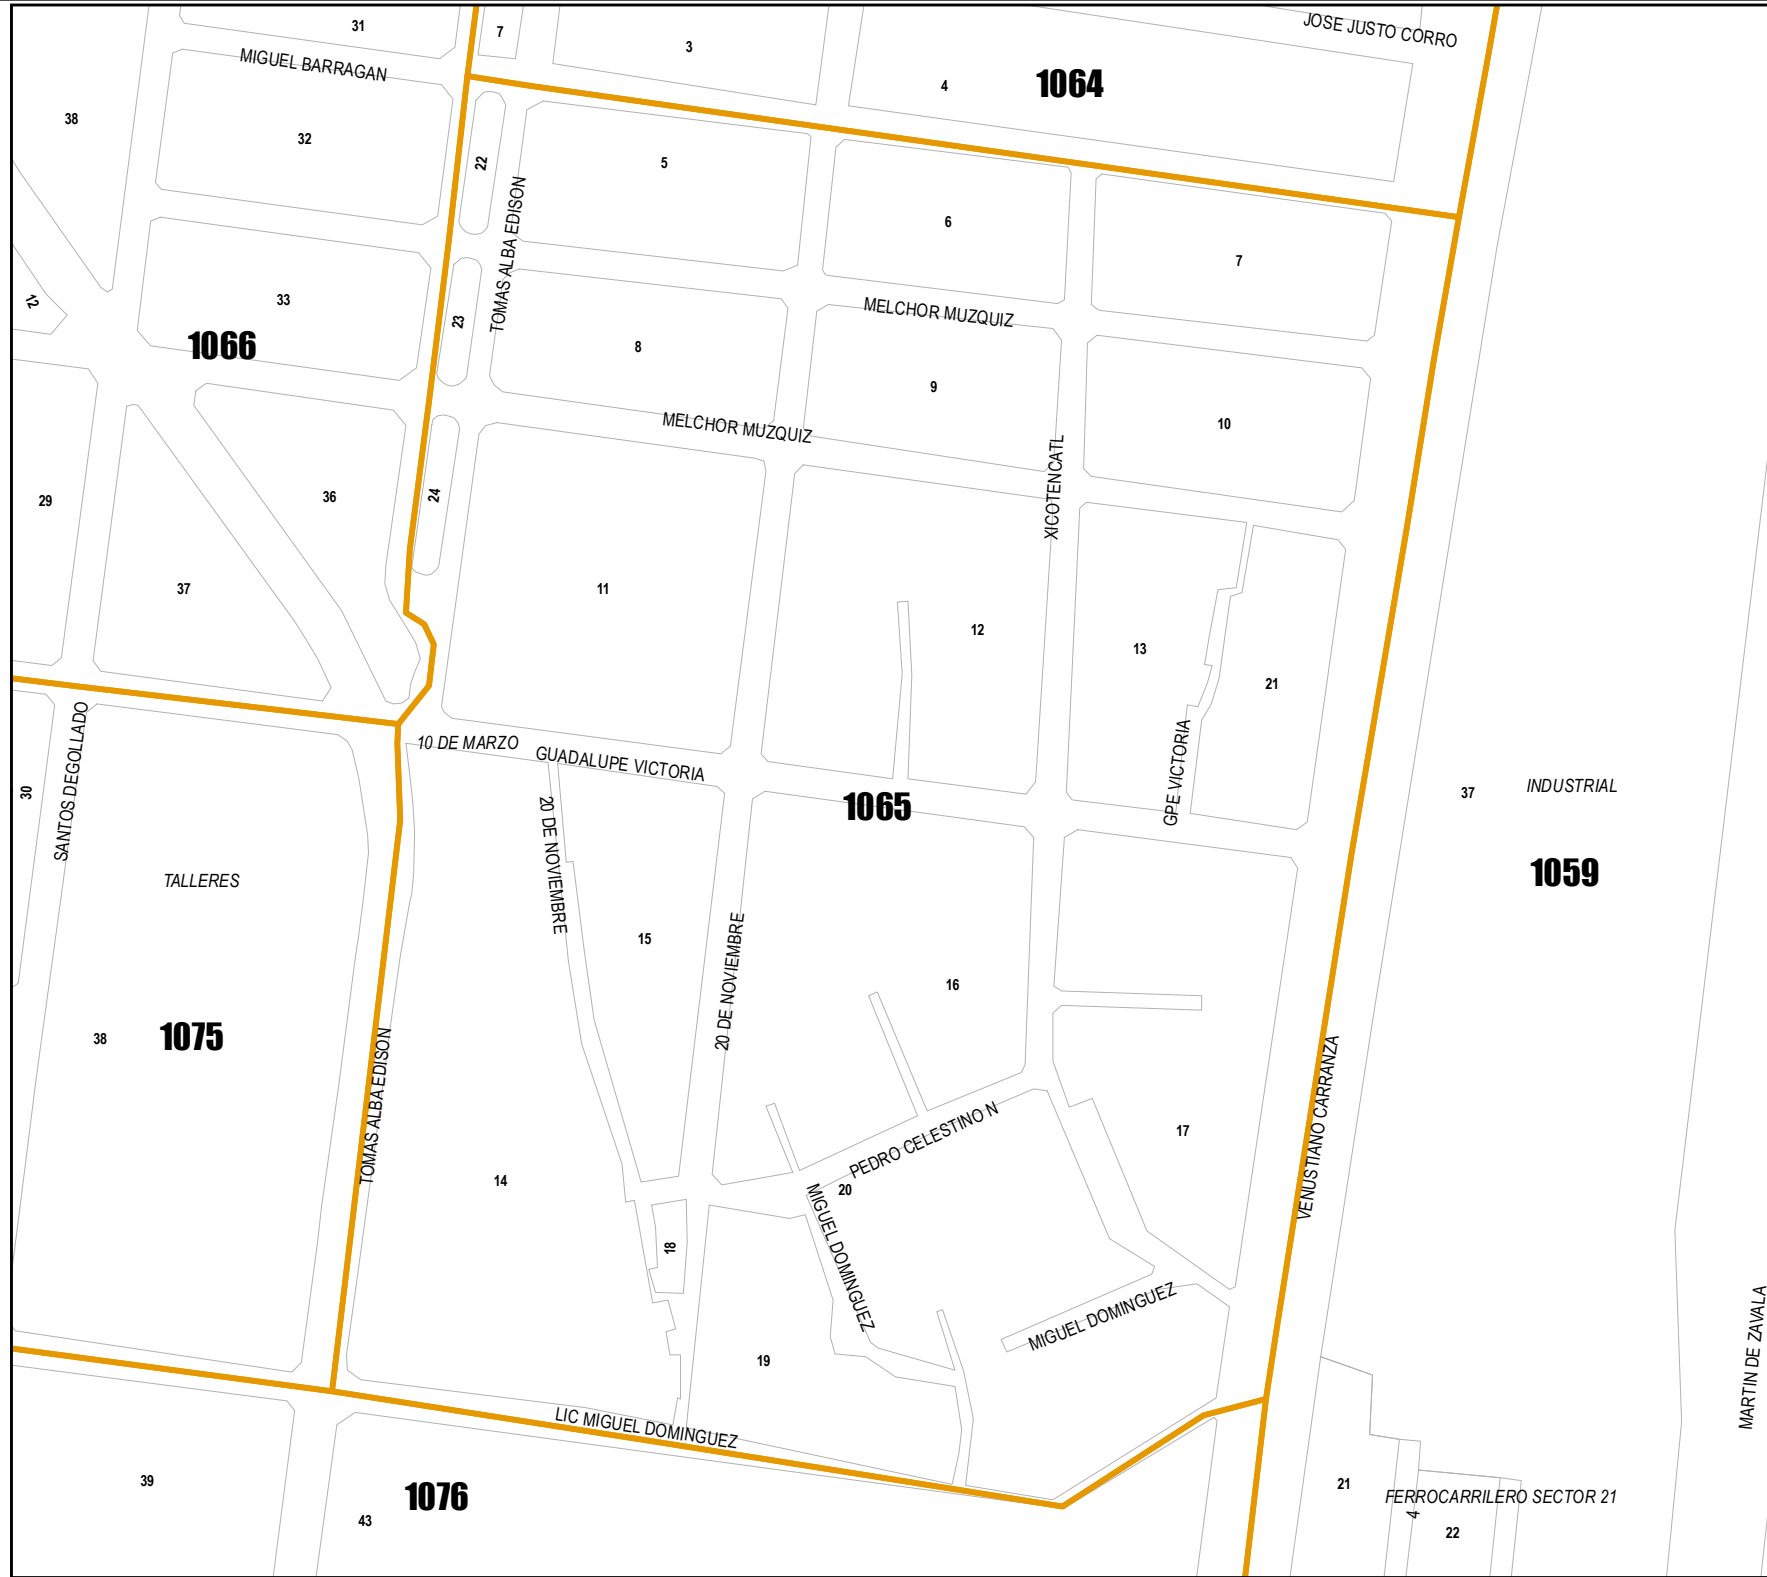 JOSE JUSTO CORRO
31
7
3
MIGUEL BARRAGAN
4
1064
38
32
22
5
6
7
TOMAS ALBA EDISON
12
33
23
MELCHOR MUZQUIZ
1066
8
9
MELCHOR MUZQUIZ
10
XICOTENCATL
29
36
24
37
11
12
13
21
SANTOS DEGOLLADO
10 DE MARZO
GUADALUPE VICTORIA
GPE VICTORIA
30
20 DE NOVIEMBRE
1065
37
INDUSTRIAL
1059
TALLERES
15
20 DE NOVIEMBRE
16
38
1075
TOMAS ALBA EDISON
VENUSTIANO CARRANZA
PEDRO CELESTINO N
17
14
20
MIGUEL DOMINGUEZ
18
MIGUEL DOMINGUEZ
19
MARTIN DE ZAVALA
LIC MIGUEL DOMINGUEZ
39
1076
43
21
FERROCARRILERO SECTOR 21
4
22